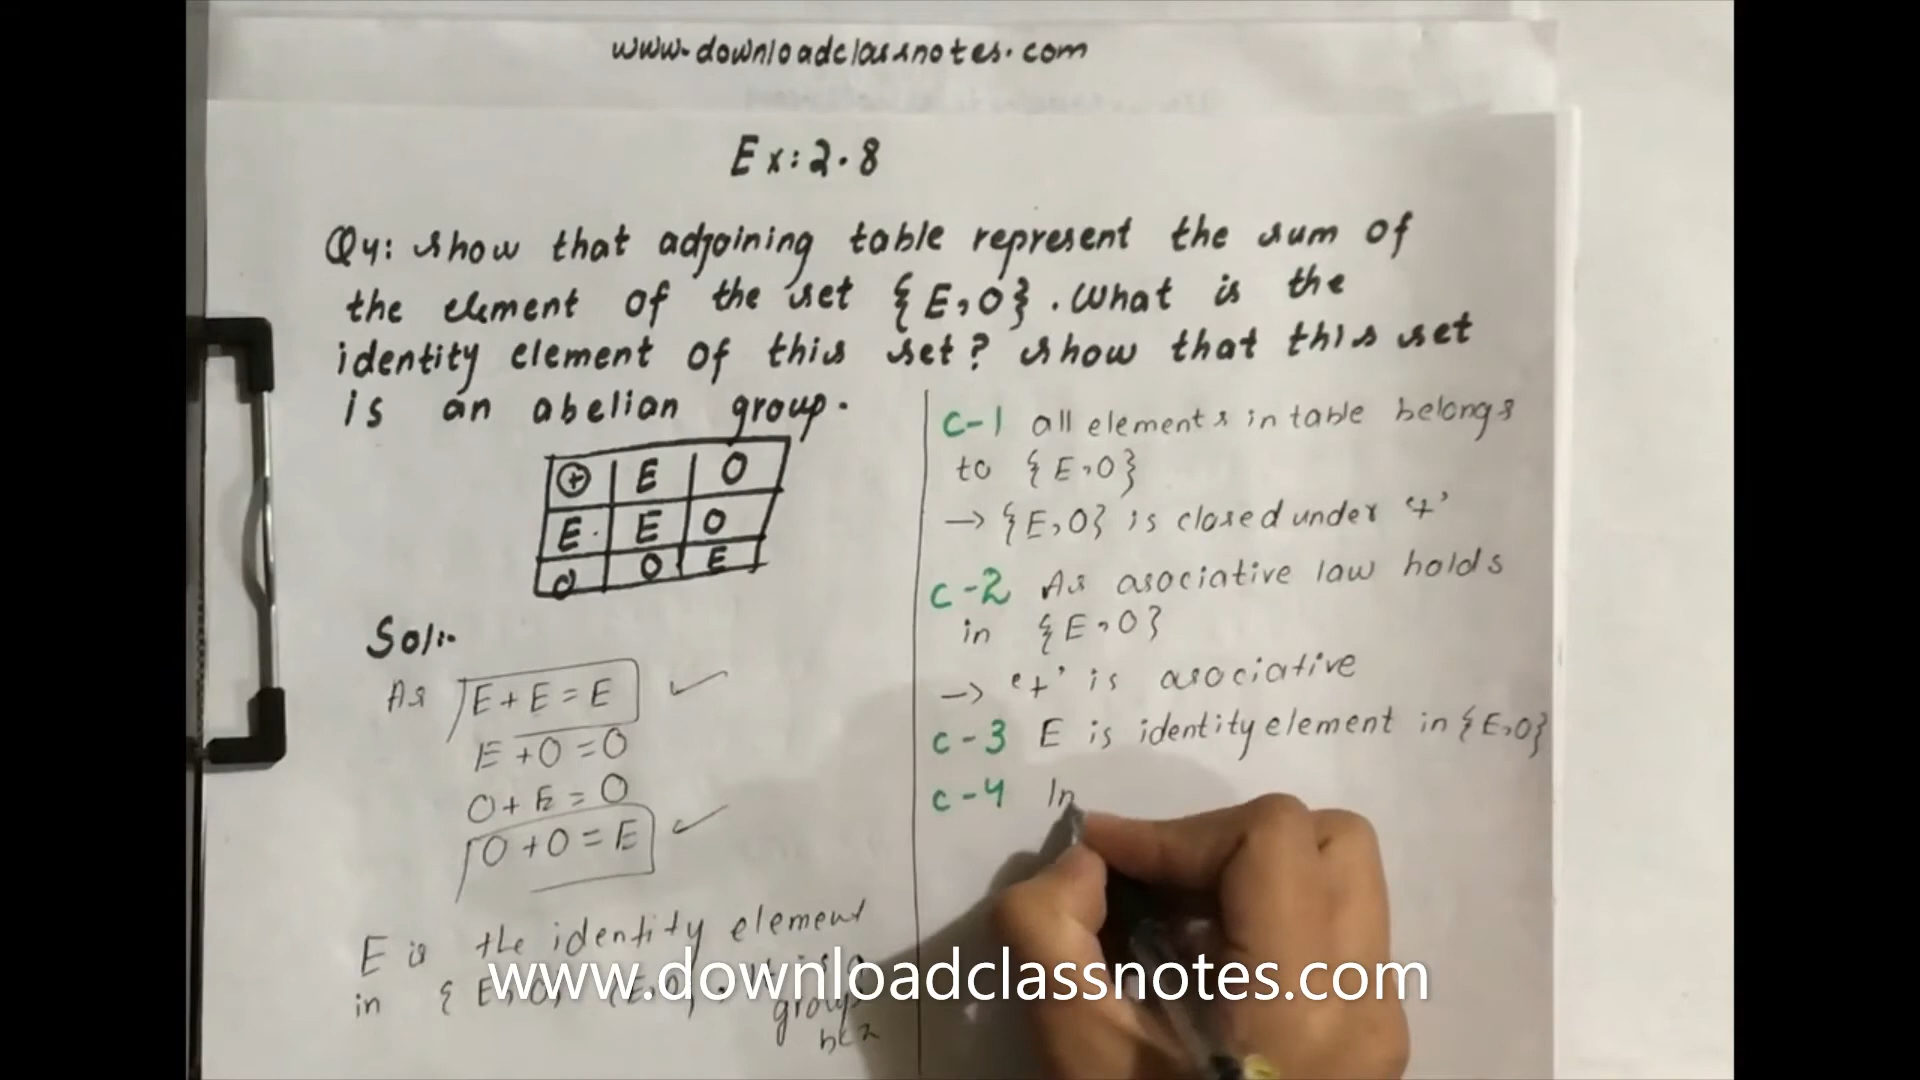 www.downloadclassnotes.com
Ex:2.8
Q4: show that adjoining table represent the sum of
the element of the set {E,O}. What is the
identity element of this set? show that this set
is an abelian group.
⊕ E O
E E O
O O E
Sol:-
As E+E=E
E+O=O
O+E=O
O+O=E
E is the identity element
in {E,O}
group
C-1 all elements in table belongs
to {E,O}
→ {E,O} is closed under '+'
C-2 As asociative law holds
in {E,O}
→ '+' is asociative
C-3 E is identity element in {E,O}
C-4 In
www.downloadclassnotes.com